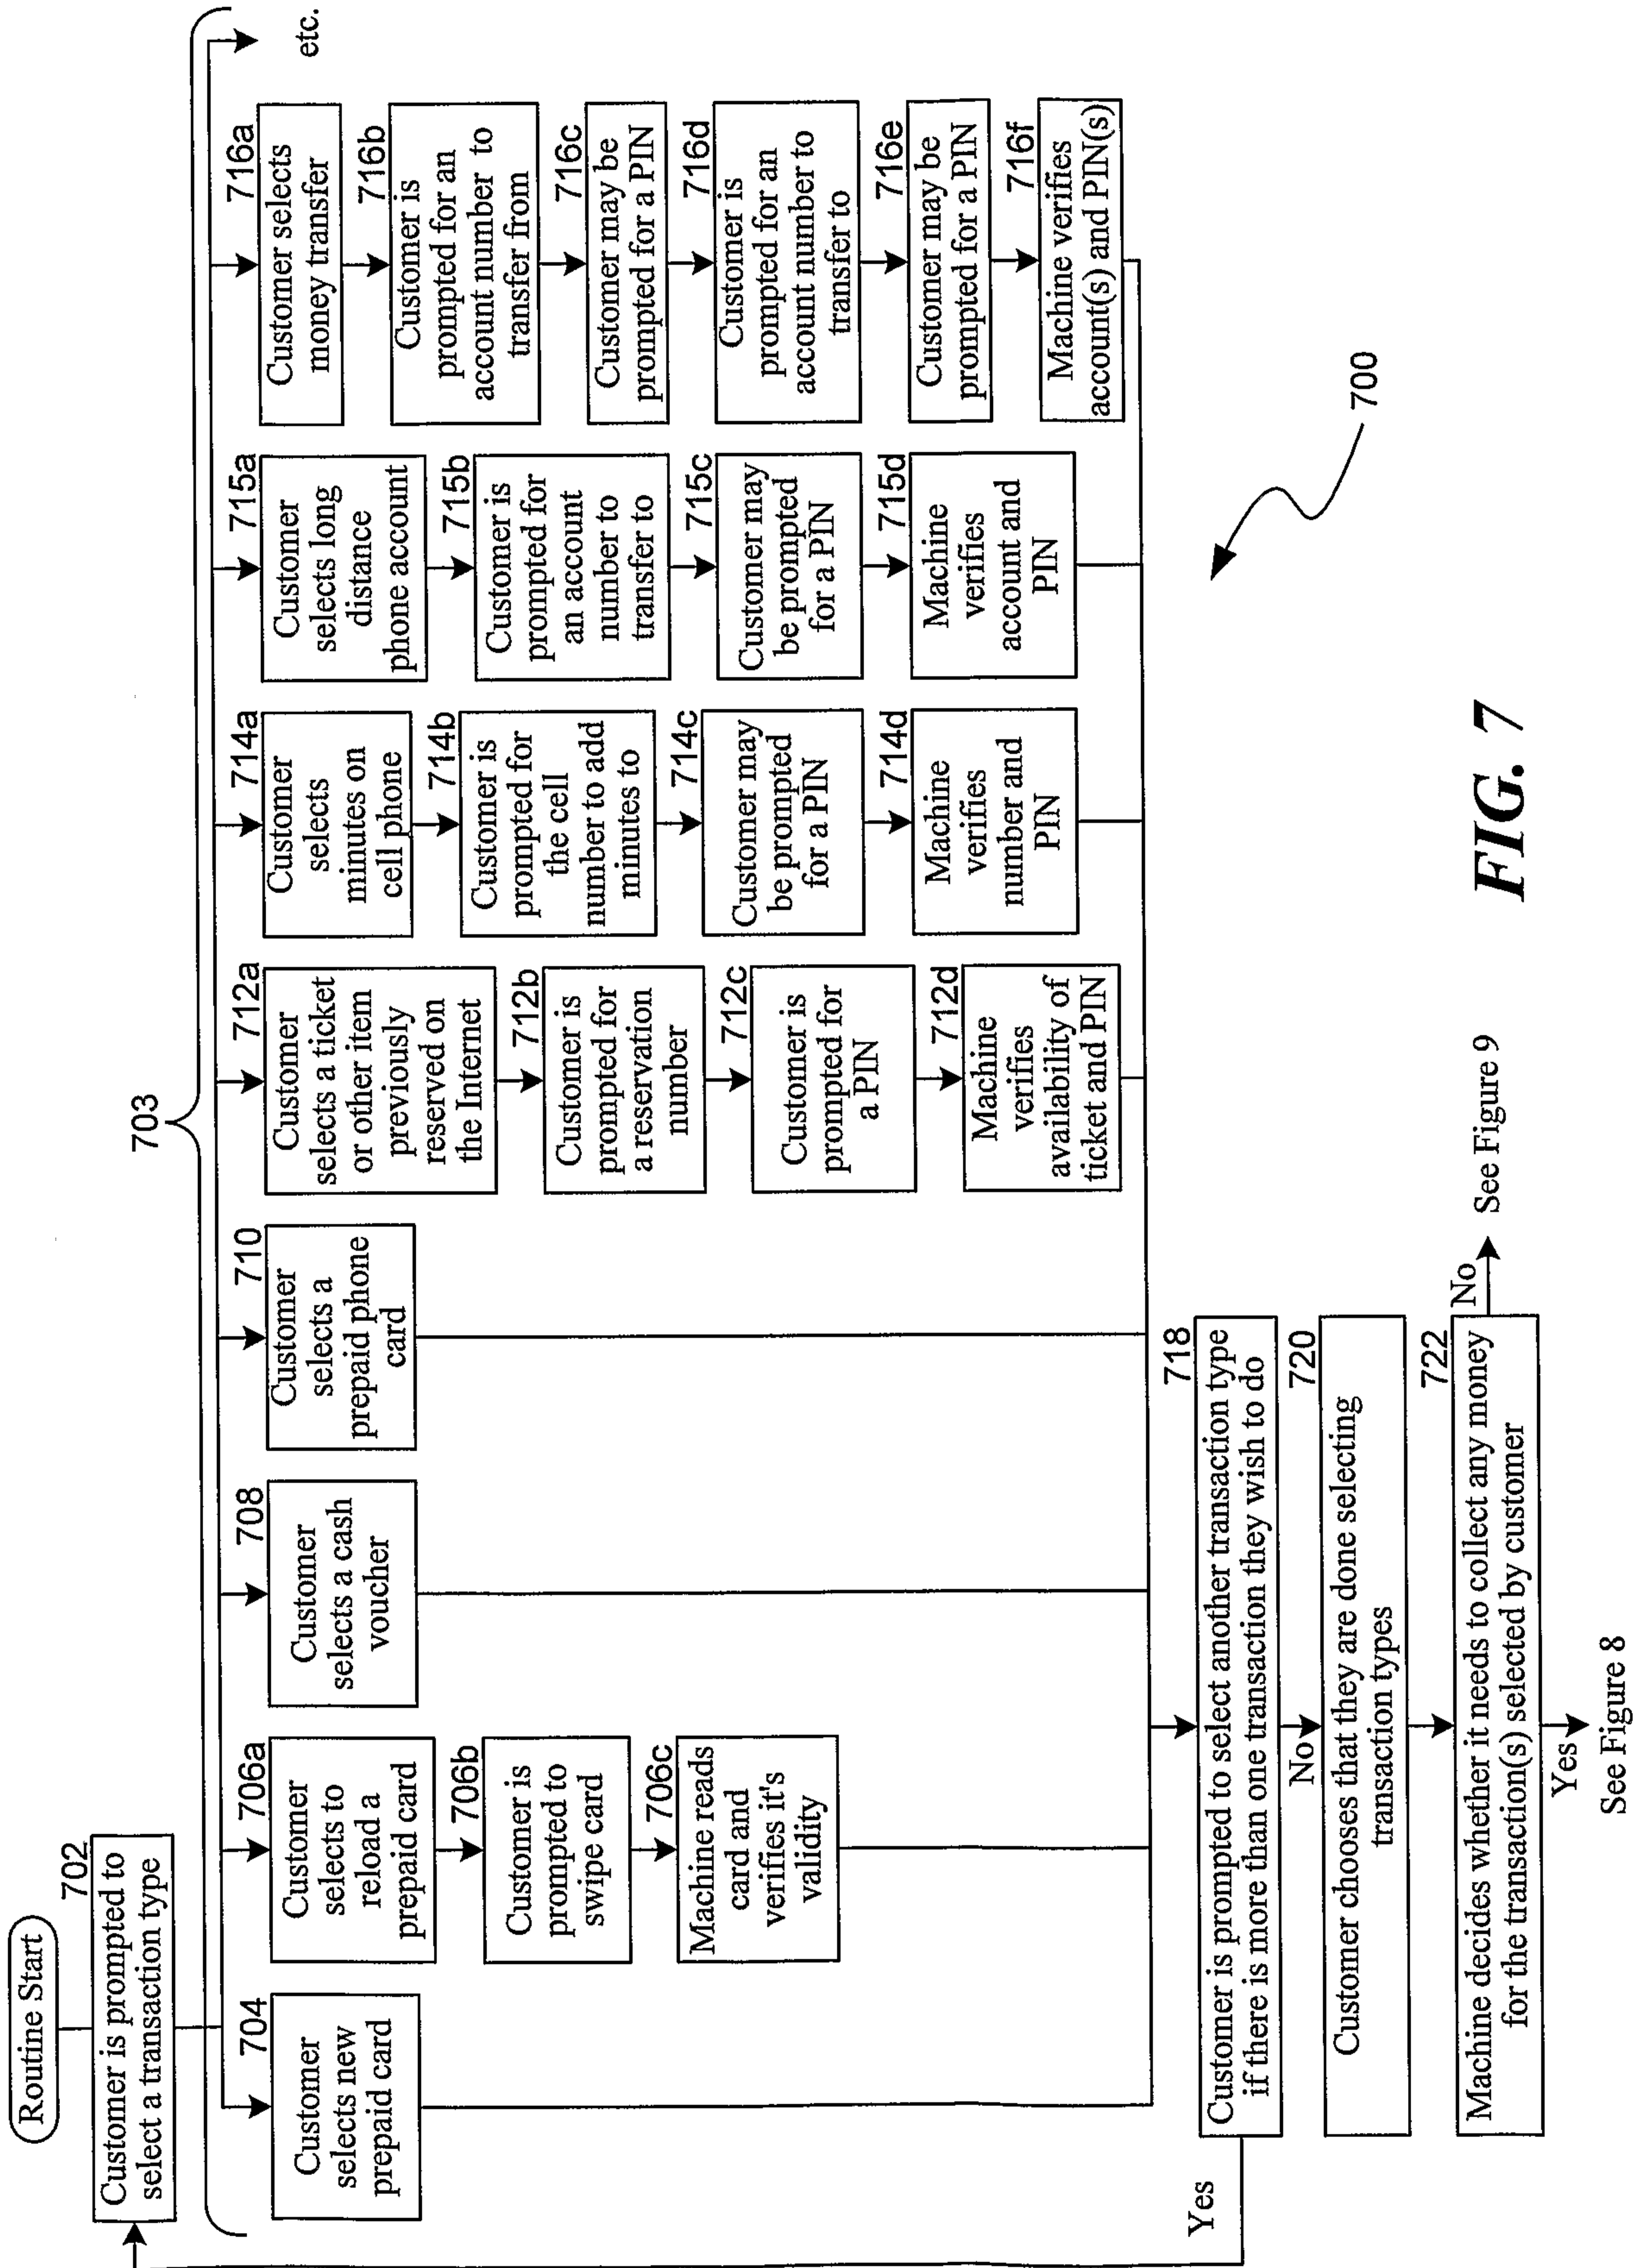 Routine Start
702
Customer is prompted to
select a transaction type
703
704
Customer
selects new
prepaid card
706a
Customer
selects to
reload a
prepaid card
706b
Customer is
prompted to
swipe card
706c
Machine reads
card and
verifies it's
validity
708
Customer
selects a cash
voucher
710
Customer
selects a
prepaid phone
card
712a
Customer
selects a ticket
or other item
previously
reserved on
the Internet
712b
Customer is
prompted for
a reservation
number
712c
Customer is
prompted for
a PIN
712d
Machine
verifies
availability of
ticket and PIN
714a
Customer
selects
minutes on
cell phone
714b
Customer is
prompted for
the cell
number to add
minutes to
714c
Customer may
be prompted
for a PIN
714d
Machine
verifies
number and
PIN
715a
Customer
selects long
distance
phone account
715b
Customer is
prompted for
an account
number to
transfer to
715c
Customer may
be prompted
for a PIN
715d
Machine
verifies
account and
PIN
716a
Customer selects
money transfer
716b
Customer is
prompted for an
account number to
transfer from
716c
Customer may be
prompted for a PIN
716d
Customer is
prompted for an
account number to
transfer to
716e
Customer may be
prompted for a PIN
716f
Machine verifies
account(s) and PIN(s)
etc.
718
Customer is prompted to select another transaction type
if there is more than one transaction they wish to do
Yes
No
720
Customer chooses that they are done selecting
transaction types
722
Machine decides whether it needs to collect any money
for the transaction(s) selected by customer
No
See Figure 9
Yes
See Figure 8
700
FIG. 7